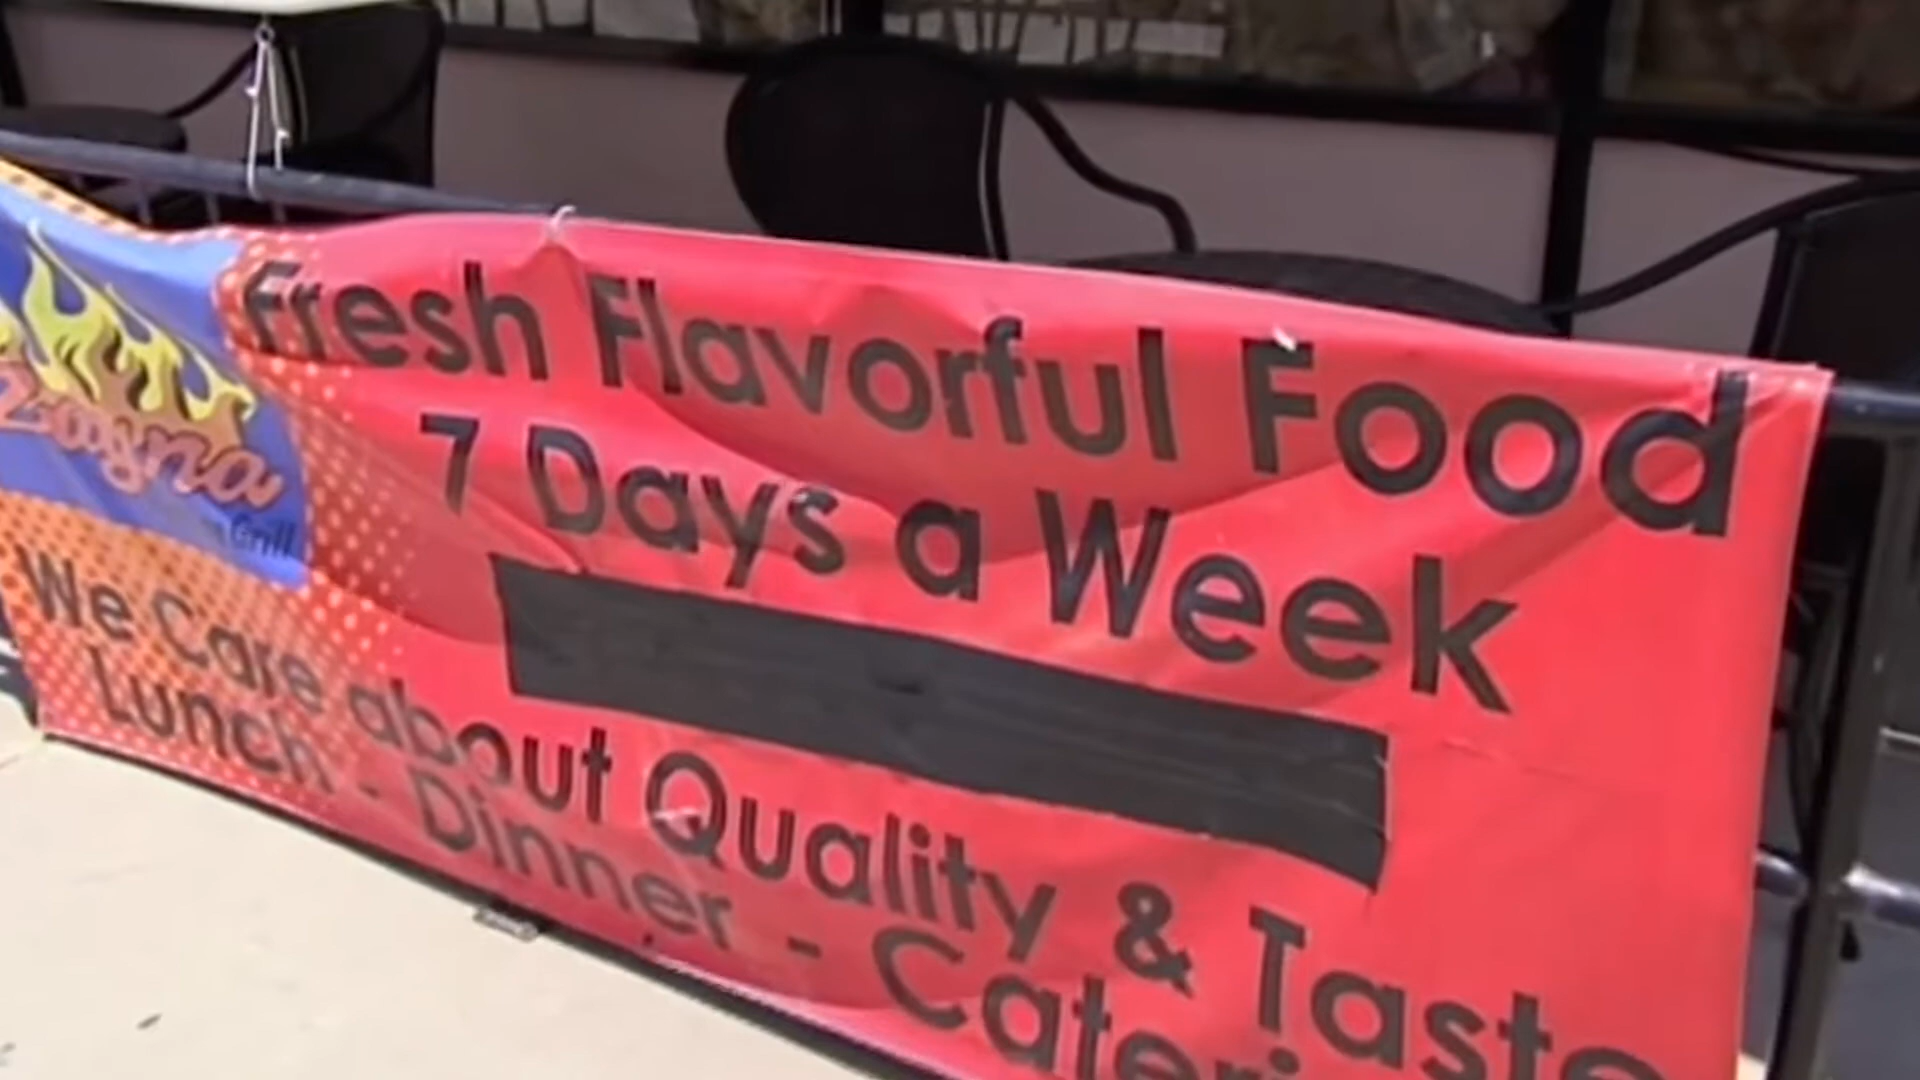 Fresh Flavorful Food
7 Days a Week
Grill
We Care about Quality & Taste
Lunch - Dinner - Cateri